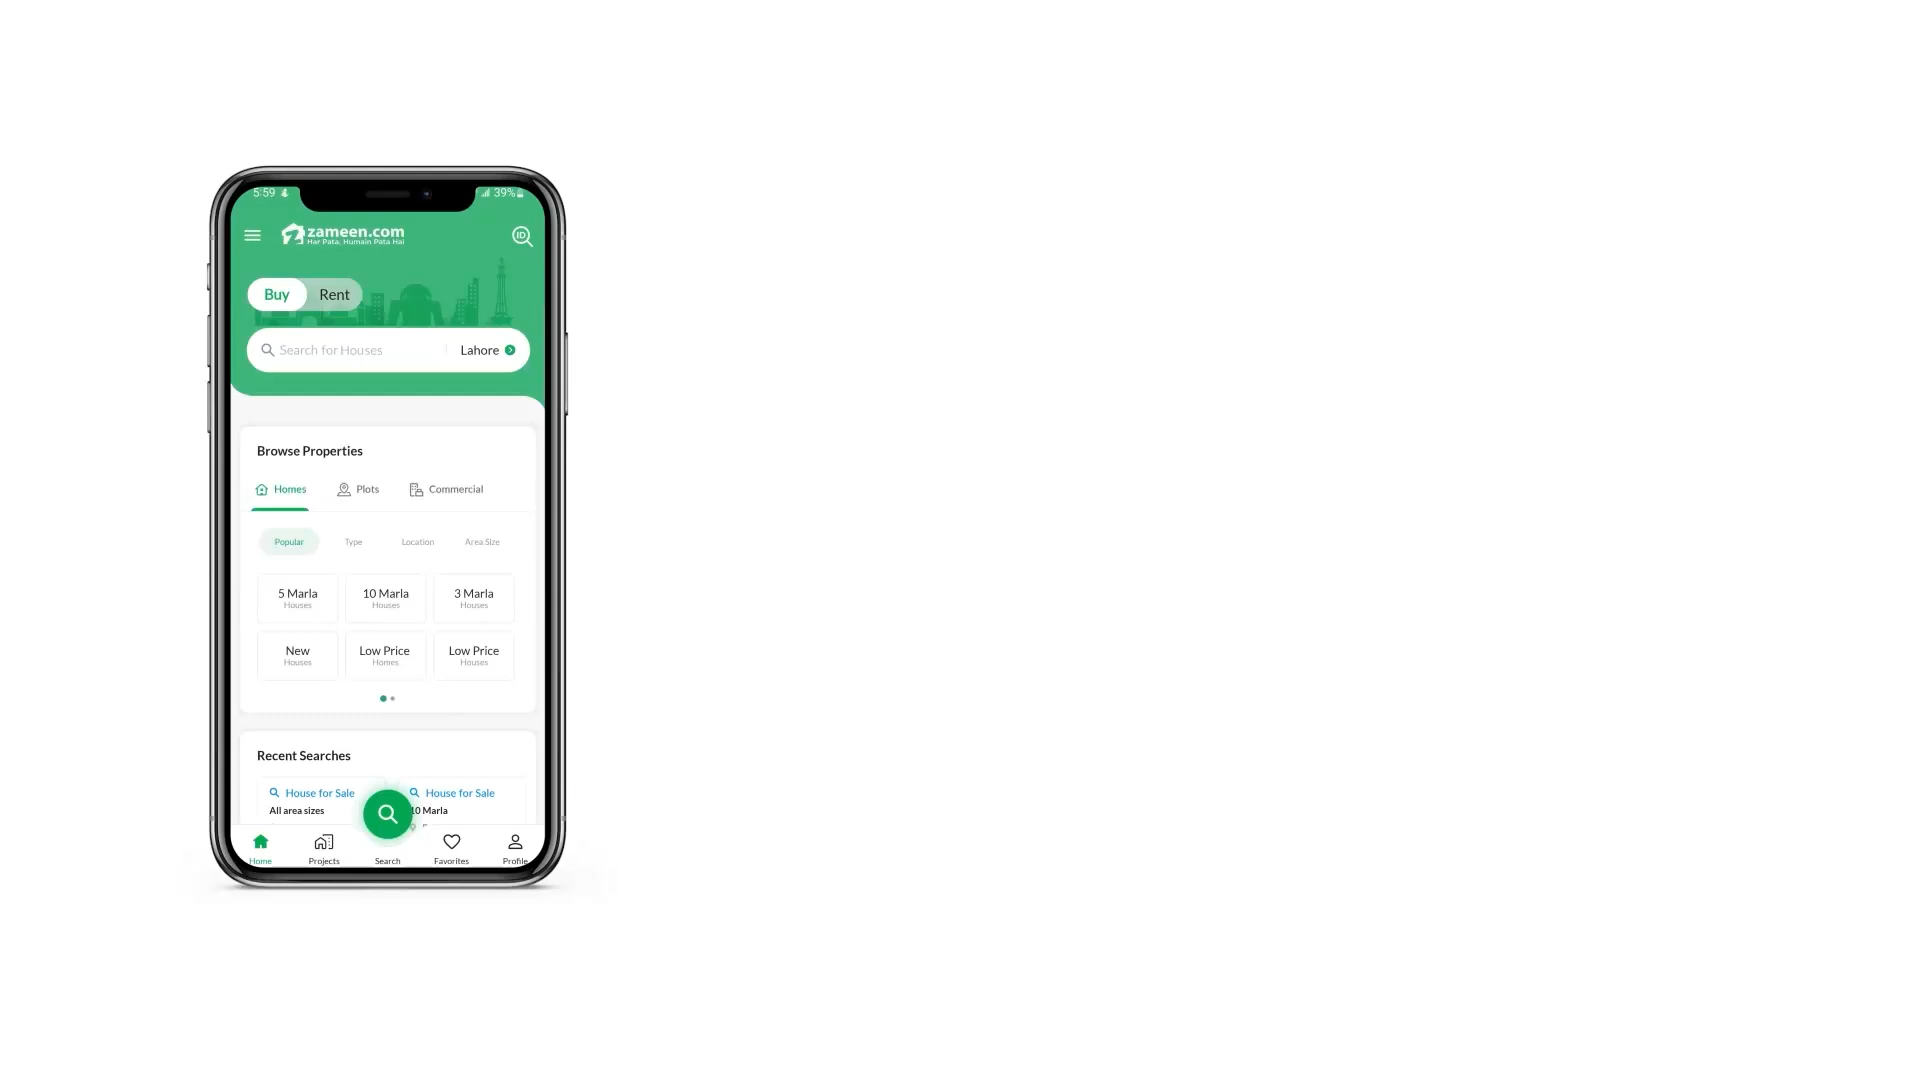 5:59
39%
zameen.com
Har Pata, Humain Pata Hai
ID
Buy Rent
Search for Houses Lahore
Browse Properties
Homes Plots Commercial
Popular Type Location Area Size
5 Marla 10 Marla 3 Marla
Houses Houses Houses
New Low Price Low Price
Houses Homes Houses
Recent Searches
House for Sale House for Sale
All area sizes 10 Marla
Home Projects Search Favorites Profile